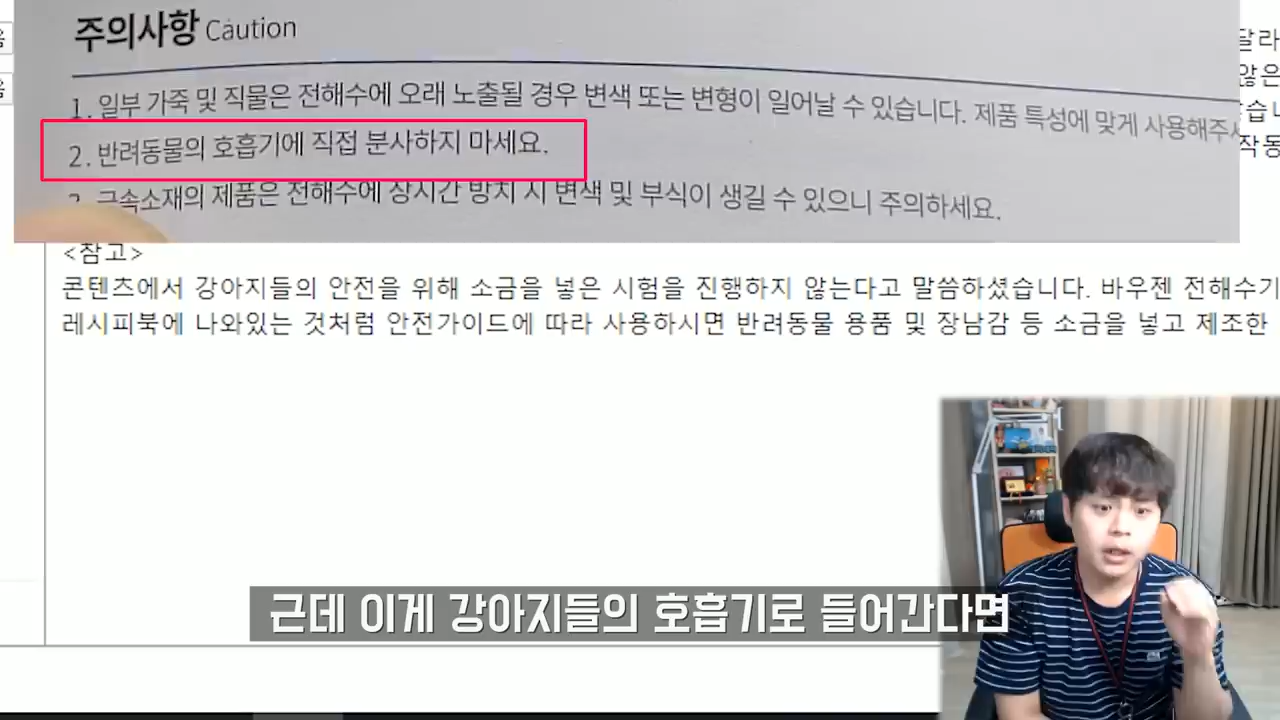 주의사항 Caution
1. 일부 가죽 및 직물은 전해수에 오래 노출될 경우 변색 또는 변형이 일어날 수 있습니다. 제품 특성에 맞게 사용해주
2. 반려동물의 호흡기에 직접 분사하지 마세요.
3. 금속소재의 제품은 전해수에 장시간 방치 시 변색 및 부식이 생길 수 있으니 주의하세요.
<참고>
콘텐츠에서 강아지들의 안전을 위해 소금을 넣은 시험을 진행하지 않는다고 말씀하셨습니다. 바우젠 전해수기
레시피북에 나와있는 것처럼 안전가이드에 따라 사용하시면 반려동물 용품 및 장난감 등 소금을 넣고 제조한
근데 이게 강아지들의 호흡기로 들어간다면